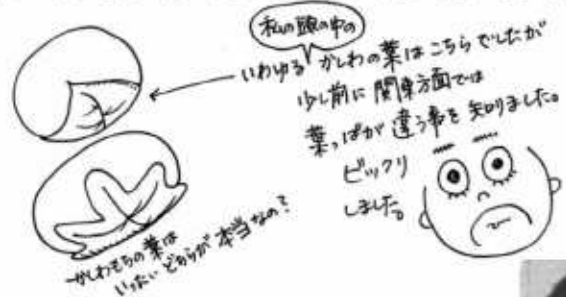 私の頭の中の
いわゆる かしわの葉はこちらでしたが
少し前に関東方面では
葉っぱが違う事を知りました。
ビックリ
しました。
かしわもちの葉は
いったいどちらが本当なの?